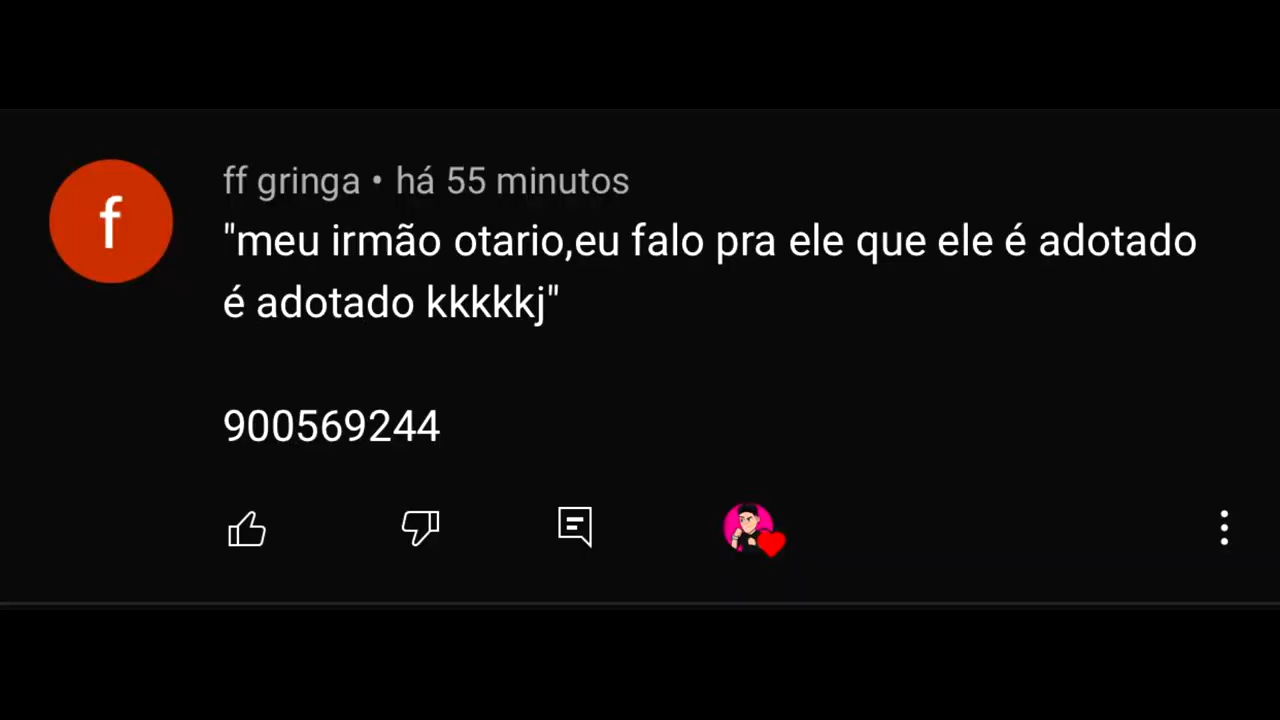 f
ff gringa • há 55 minutos
"meu irmão otario,eu falo pra ele que ele é adotado
é adotado kkkkkj"
900569244